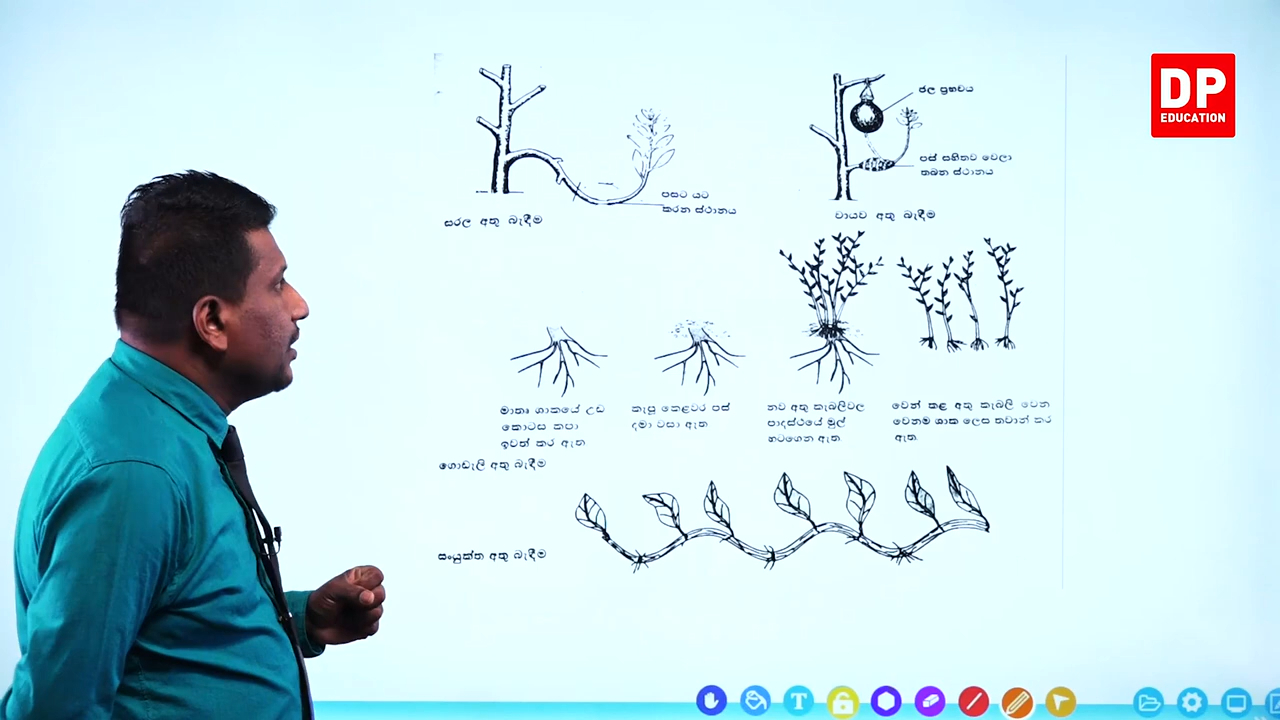 DP
EDUCATION
ජල ප්‍රභවය
පස් සහිතව වෙලා
තබන ස්ථානය
පසට යට
කරන ස්ථානය
සරල අතු බැඳීම
වායව අතු බැඳීම
මාතෘ ශාකයේ උඩ
කොටස කපා
ඉවත් කර ඇත
කැපූ කෙළවර පස්
දමා වසා ඇත
නව අතු කැබලිවල
පාදස්ථයේ මුල්
හටගෙන ඇත
වෙන් කළ අතු කැබලි වෙන
වෙනම ශාක ලෙස තවාන් කර
ඇත
ගොඩැලි අතු බැඳීම
සංයුක්ත අතු බැඳීම